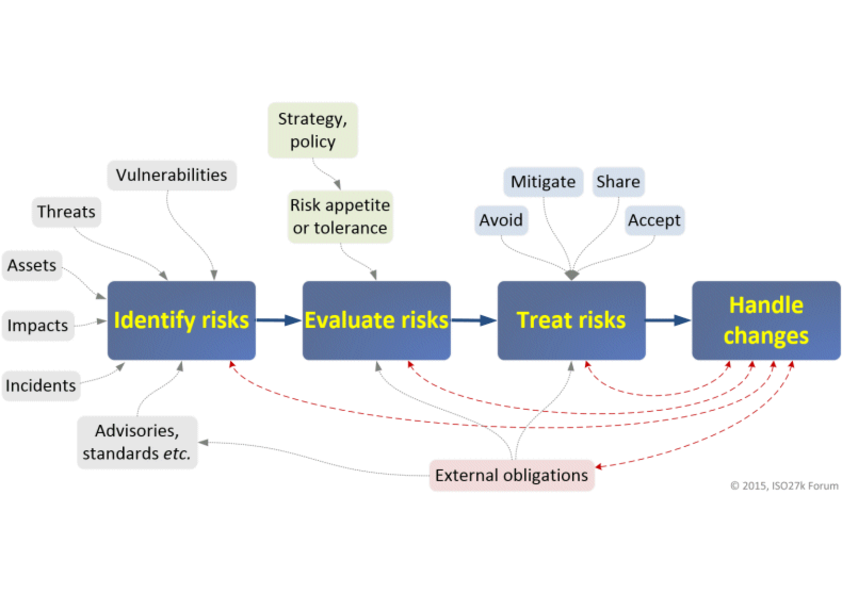 Strategy,
policy
Vulnerabilities
Mitigate
Share
Threats
Risk appetite
or tolerance
Avoid
Accept
Assets
Impacts
Identify risks
Evaluate risks
Treat risks
Handle
changes
Incidents
Advisories,
standards etc.
External obligations
© 2015, ISO27k Forum